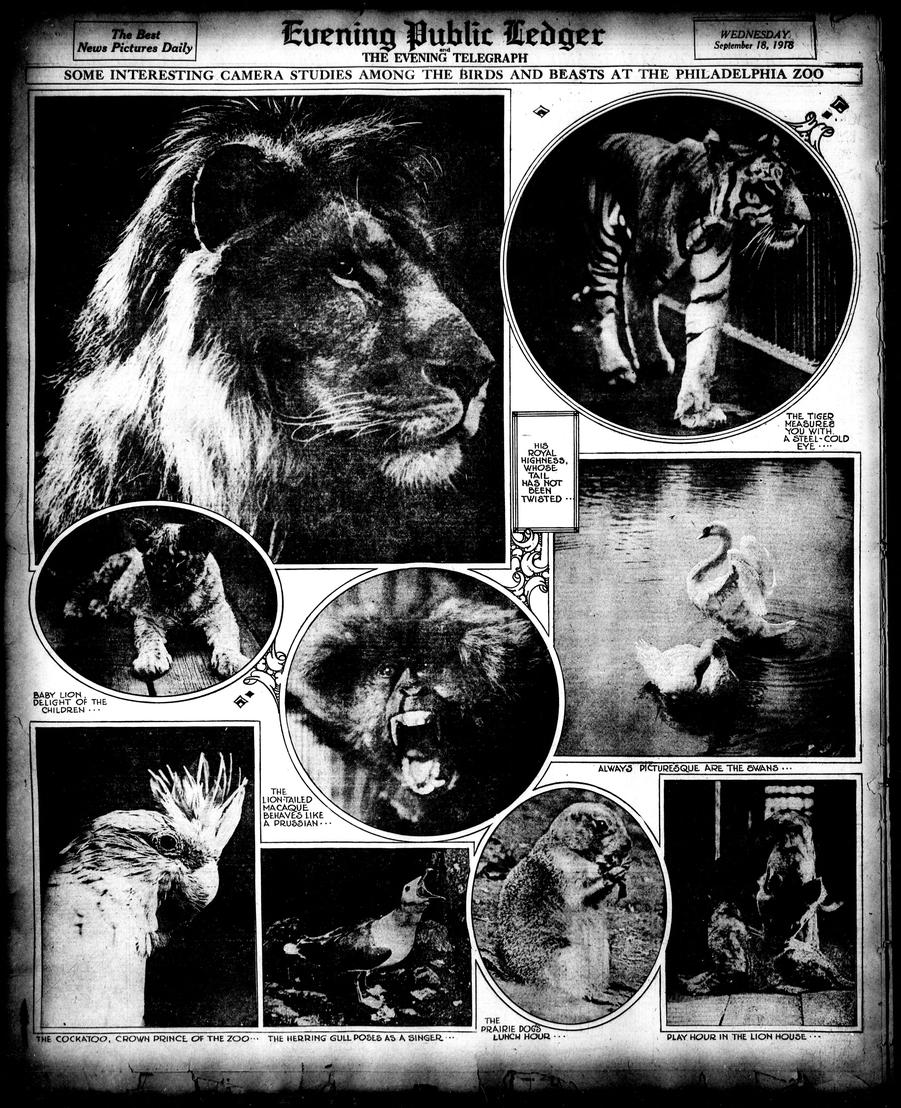 The Best
News Pictures Daily
Evening Public Ledger
and
THE EVENING TELEGRAPH
WEDNESDAY,
September 18, 1918
SOME INTERESTING CAMERA STUDIES AMONG THE BIRDS AND BEASTS AT THE PHILADELPHIA ZOO
THE TIGER
MEASURES
YOU WITH
A STEEL-COLD
EYE ....
HIS
ROYAL
HIGHNESS,
WHOSE
TAIL
HAS NOT
BEEN
TWISTED ...
BABY LION,
DELIGHT OF THE
CHILDREN ...
ALWAYS PICTURESQUE ARE THE SWANS ...
THE
LION-TAILED
MACAQUE
BEHAVES LIKE
A PRUSSIAN ...
THE COCKATOO, CROWN PRINCE OF THE ZOO ...
THE HERRING GULL POSES AS A SINGER ...
THE
PRAIRIE DOG'S
LUNCH HOUR ...
PLAY HOUR IN THE LION HOUSE ...